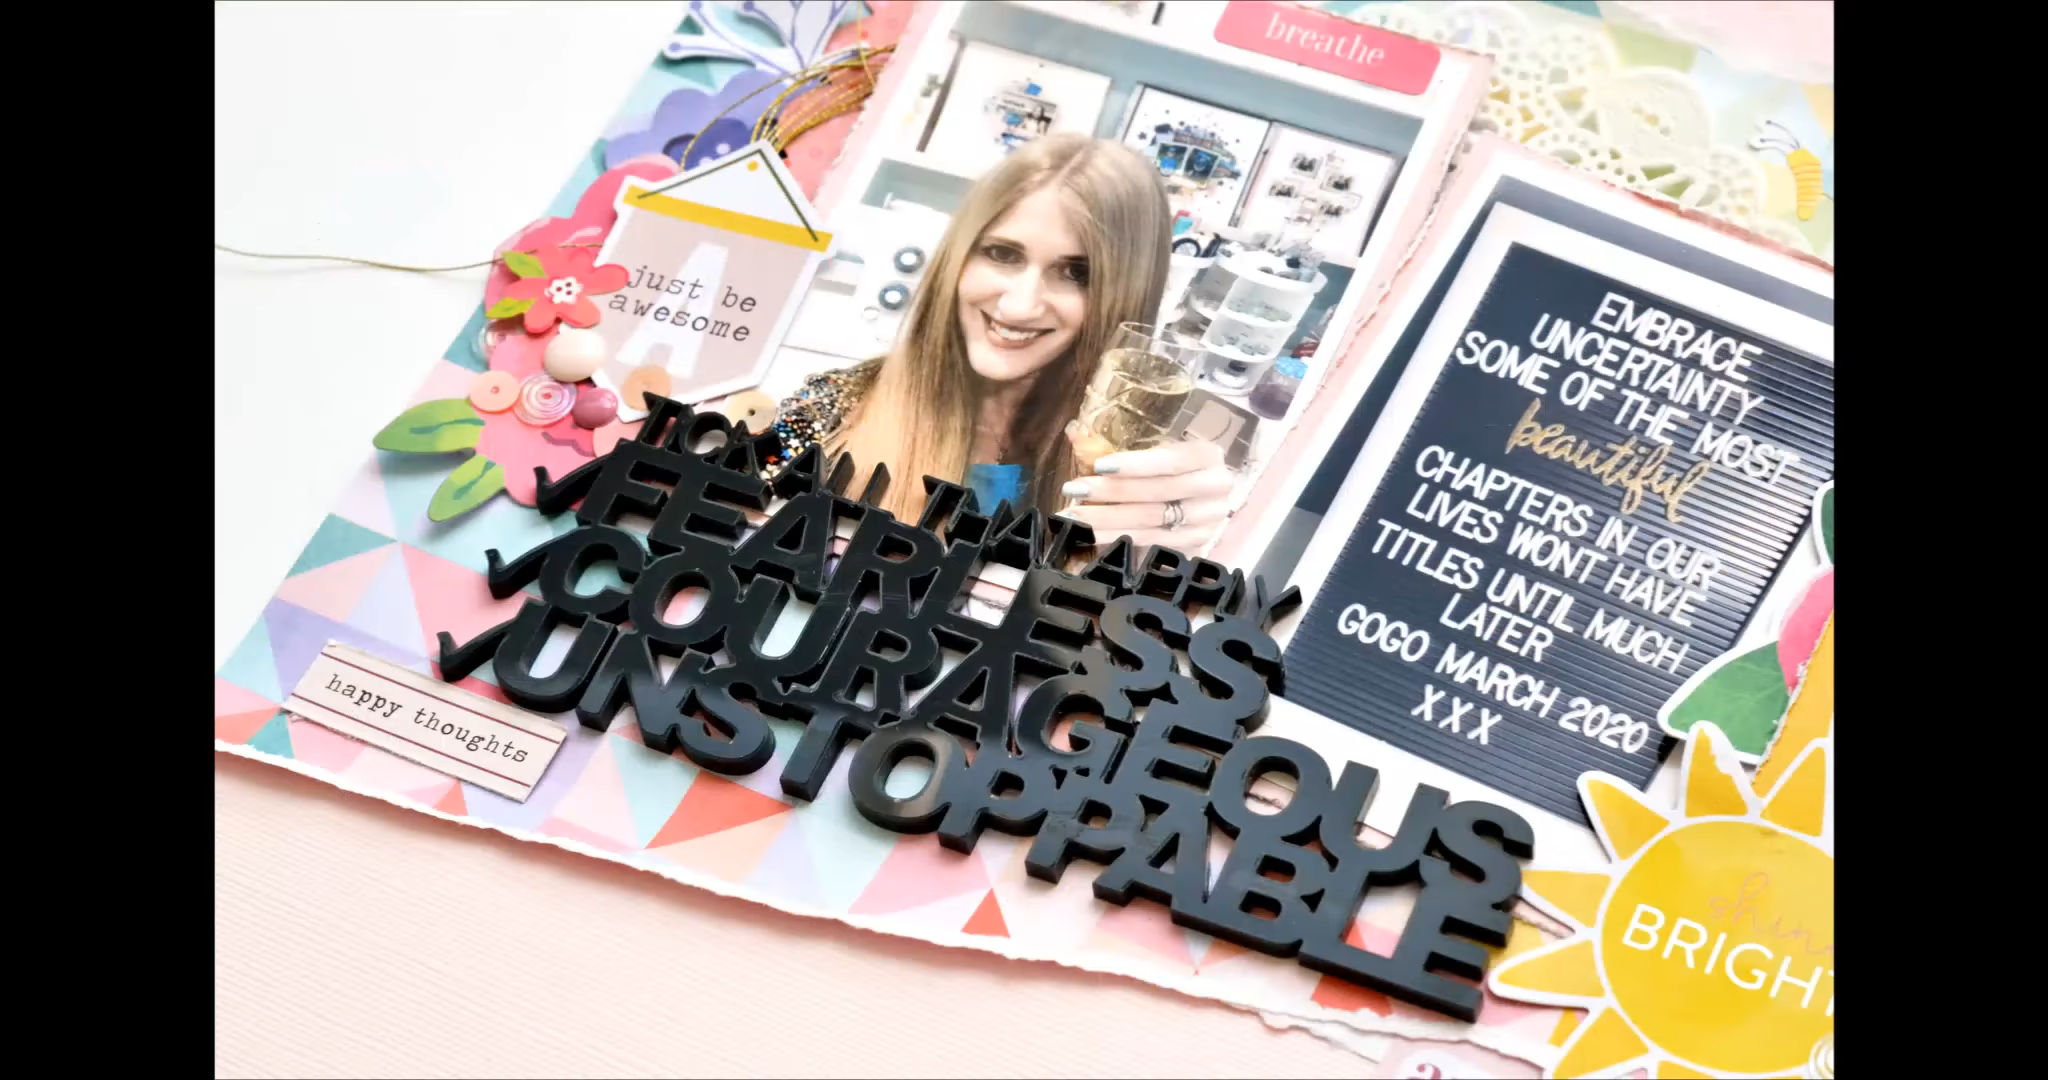 breathe
just be
awesome
TICK ALL THAT APPLY
FEARLESS
COURAGEOUS
UNSTOPPABLE
happy thoughts
EMBRACE
UNCERTAINTY
SOME OF THE MOST
beautiful
CHAPTERS IN OUR
LIVES WONT HAVE
TITLES UNTIL MUCH
LATER
GOGO MARCH 2020
XXX
BRIGHT